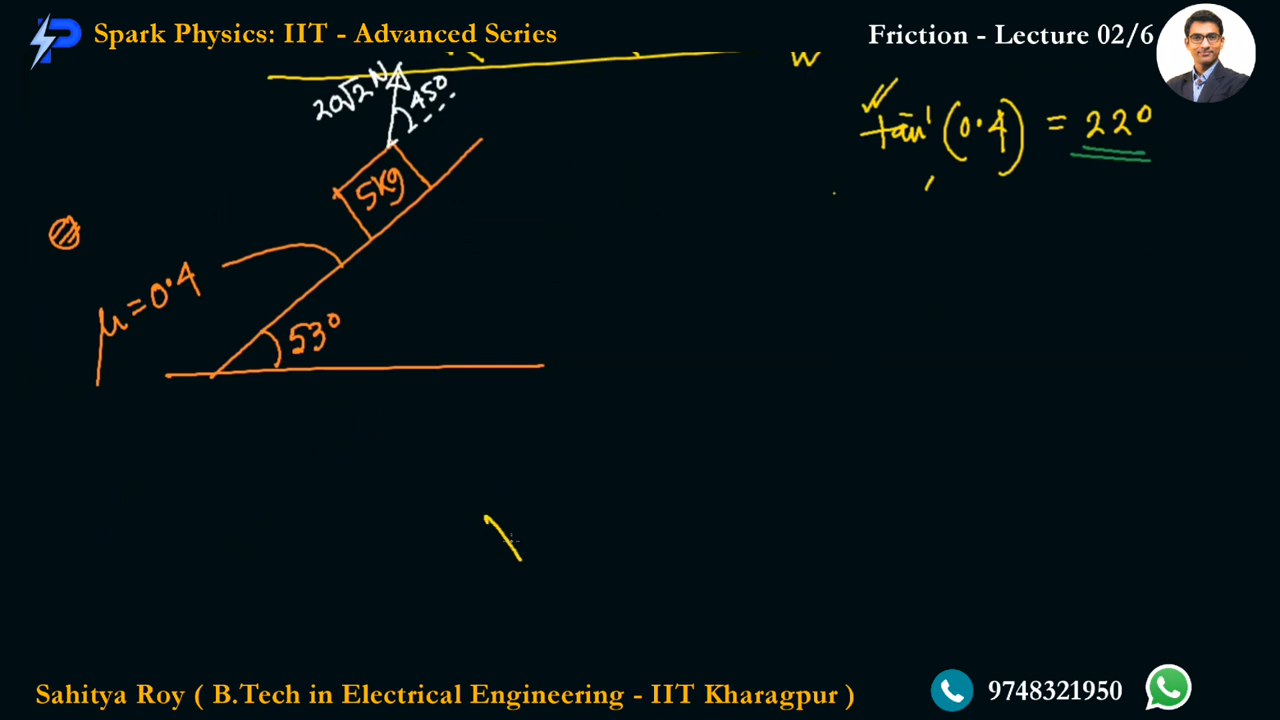 Spark Physics: IIT - Advanced Series
Friction - Lecture 02/6
w
20√2 N
45°
tan⁻¹(0.4) = 22°
5kg
μ=0.4
53°
Sahitya Roy ( B.Tech in Electrical Engineering - IIT Kharagpur )
9748321950